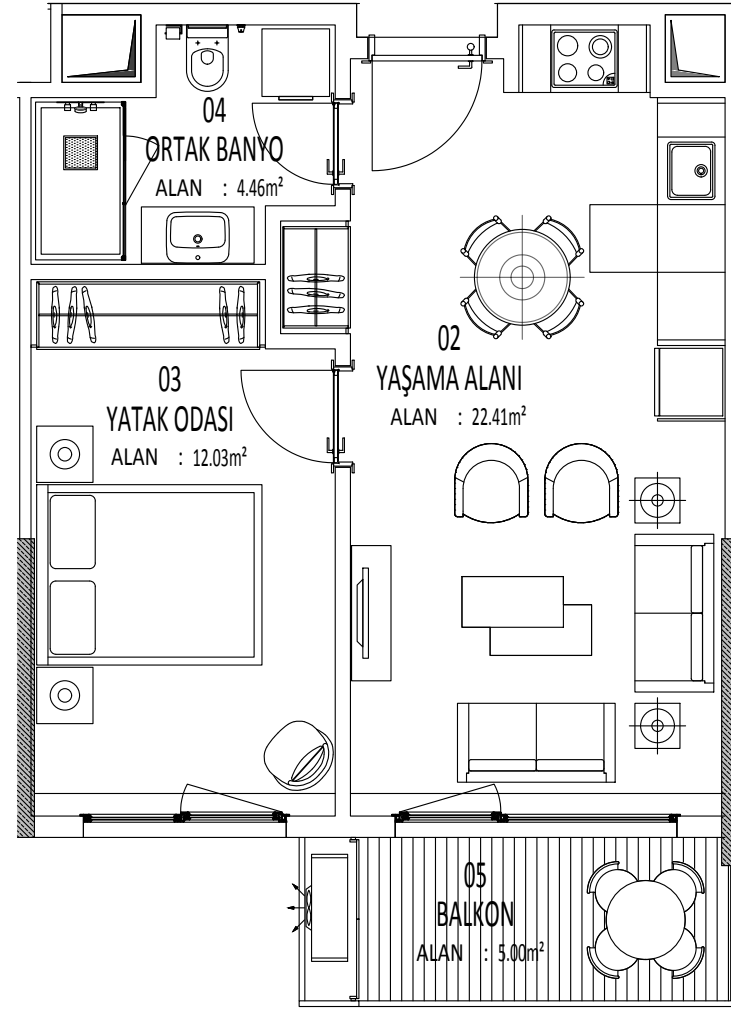 04
ORTAK BANYO
ALAN : 4.46m²
02
YAŞAMA ALANI
ALAN : 22.41m²
03
YATAK ODASI
ALAN : 12.03m²
05
BALKON
ALAN : 5.00m²